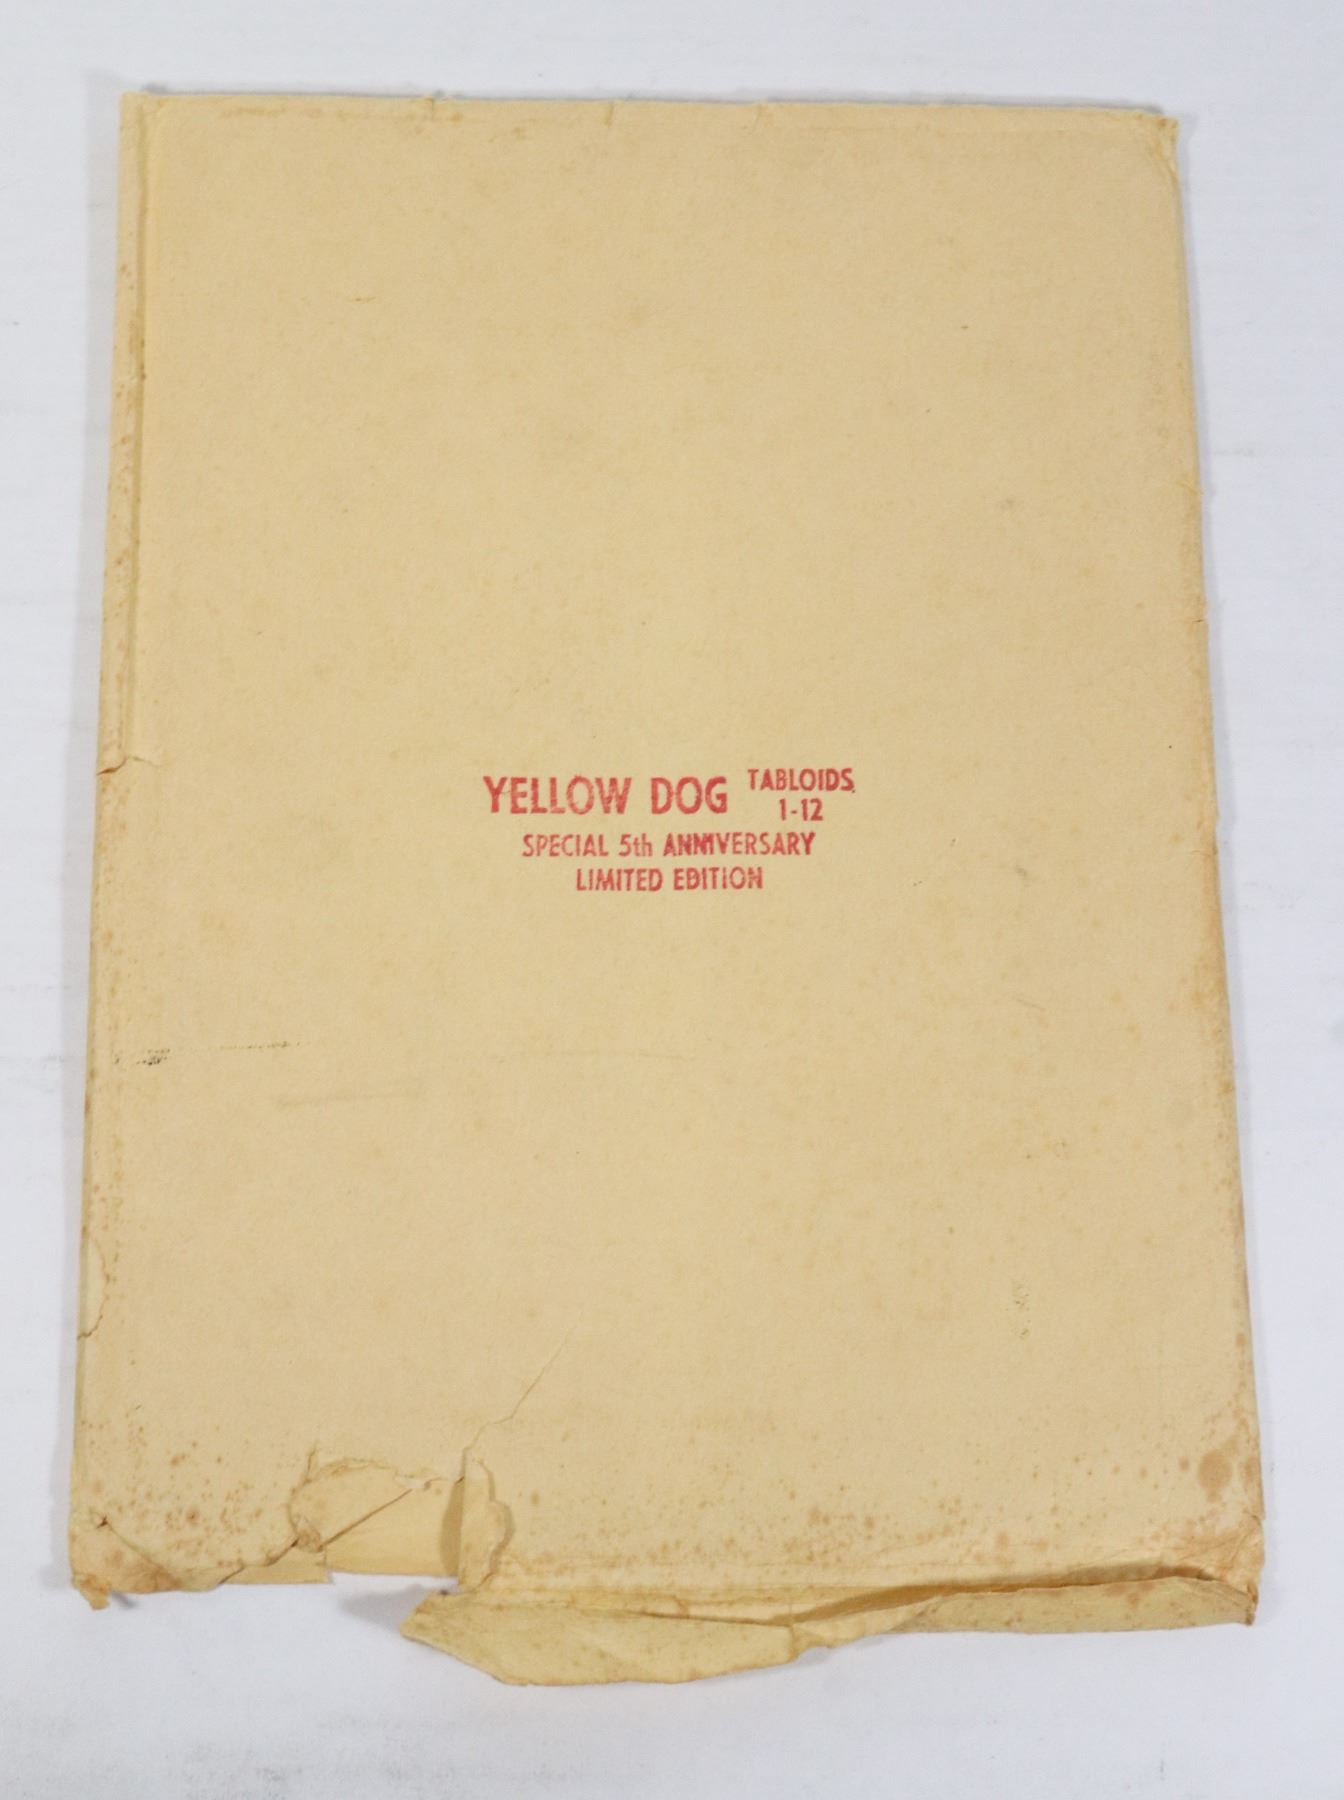 YELLOW DOG TABLOIDS
1-12
SPECIAL 5th ANNIVERSARY
LIMITED EDITION